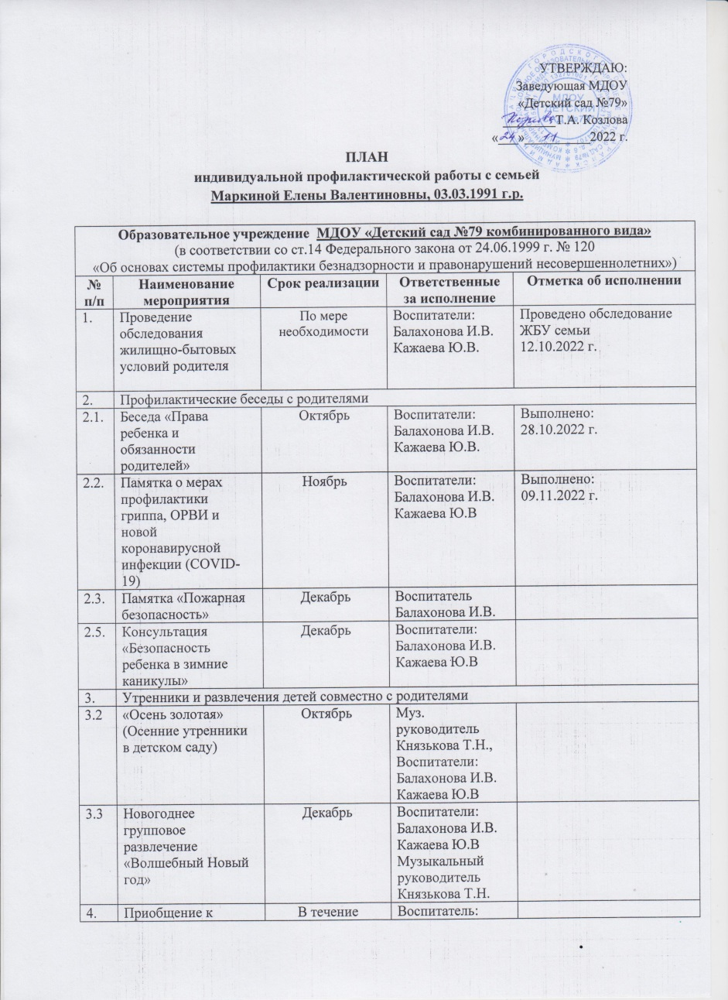 УТВЕРЖДАЮ:
Заведующая МДОУ
«Детский сад №79»
Т.А. Козлова
«24» 11 2022 г.
ПЛАН
индивидуальной профилактической работы с семьей
Маркиной Елены Валентиновны, 03.03.1991 г.р.
Образовательное учреждение МДОУ «Детский сад №79 комбинированного вида»
(в соответствии со ст.14 Федерального закона от 24.06.1999 г. № 120
«Об основах системы профилактики безнадзорности и правонарушений несовершеннолетних»)
№ п/п
Наименование
мероприятия
Срок реализации
Ответственные
за исполнение
Отметка об исполнении
1.
Проведение
обследования
жилищно-бытовых
условий родителя
По мере
необходимости
Воспитатели:
Балахонова И.В.
Кажаева Ю.В.
Проведено обследование
ЖБУ семьи
12.10.2022 г.
2. Профилактические беседы с родителями
2.1.
Беседа «Права
ребенка и
обязанности
родителей»
Октябрь
Воспитатели:
Балахонова И.В.
Кажаева Ю.В.
Выполнено:
28.10.2022 г.
2.2.
Памятка о мерах
профилактики
гриппа, ОРВИ и
новой
коронавирусной
инфекции (COVID-
19)
Ноябрь
Воспитатели:
Балахонова И.В.
Кажаева Ю.В
Выполнено:
09.11.2022 г.
2.3.
Памятка «Пожарная
безопасность»
Декабрь
Воспитатель
Балахонова И.В.
2.5.
Консультация
«Безопасность
ребенка в зимние
каникулы»
Декабрь
Воспитатели:
Балахонова И.В.
Кажаева Ю.В
3. Утренники и развлечения детей совместно с родителями
3.2
«Осень золотая»
(Осенние утренники
в детском саду)
Октябрь
Муз.
руководитель
Князькова Т.Н.,
Воспитатели:
Балахонова И.В.
Кажаева Ю.В
3.3
Новогоднее
групповое
развлечение
«Волшебный Новый
год»
Декабрь
Воспитатели:
Балахонова И.В.
Кажаева Ю.В
Музыкальный
руководитель
Князькова Т.Н.
4. Приобщение к
В течение
Воспитатель: